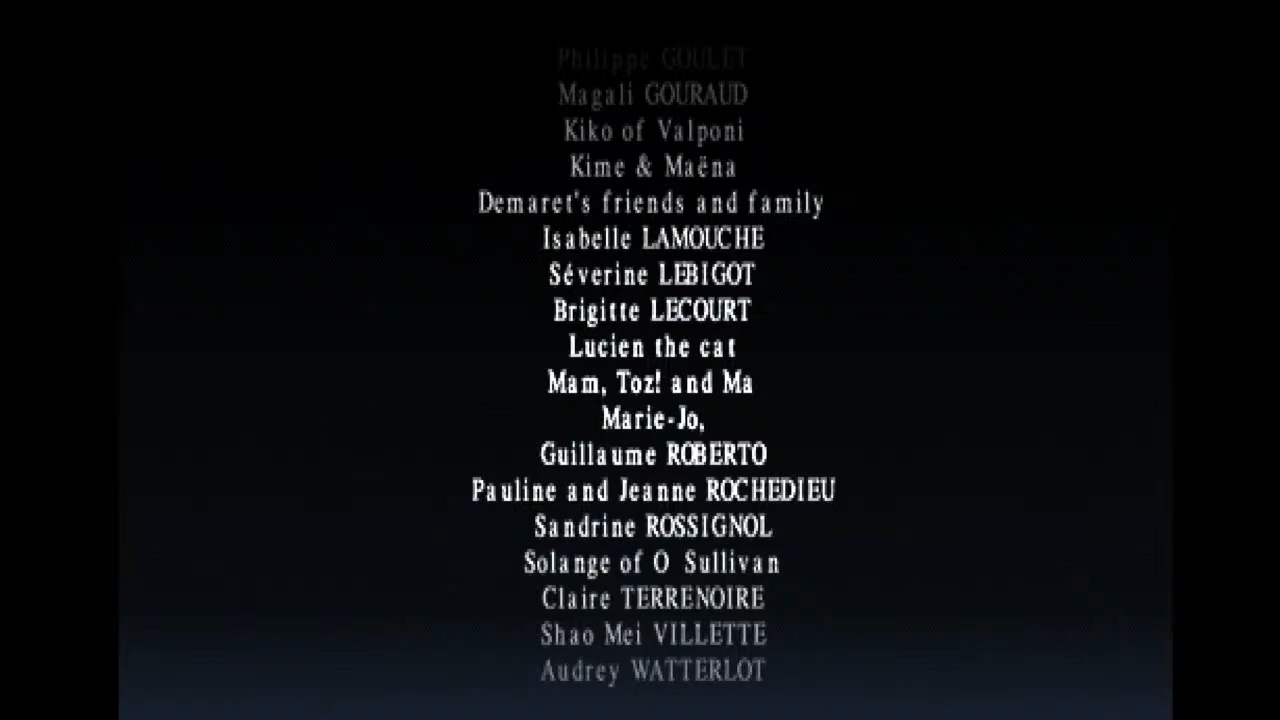 Philippe GOULET
Magali GOURAUD
Kiko of Valponi
Kime & Maëna
Demaret's friends and family
Isabelle LAMOUCHE
Séverine LEBIGOT
Brigitte LECOURT
Lucien the cat
Mam, Toz! and Ma
Marie-Jo,
Guillaume ROBERTO
Pauline and Jeanne ROCHEDIEU
Sandrine ROSSIGNOL
Solange of O Sullivan
Claire TERRENOIRE
Shao Mei VILLETTE
Audrey WATTERLOT